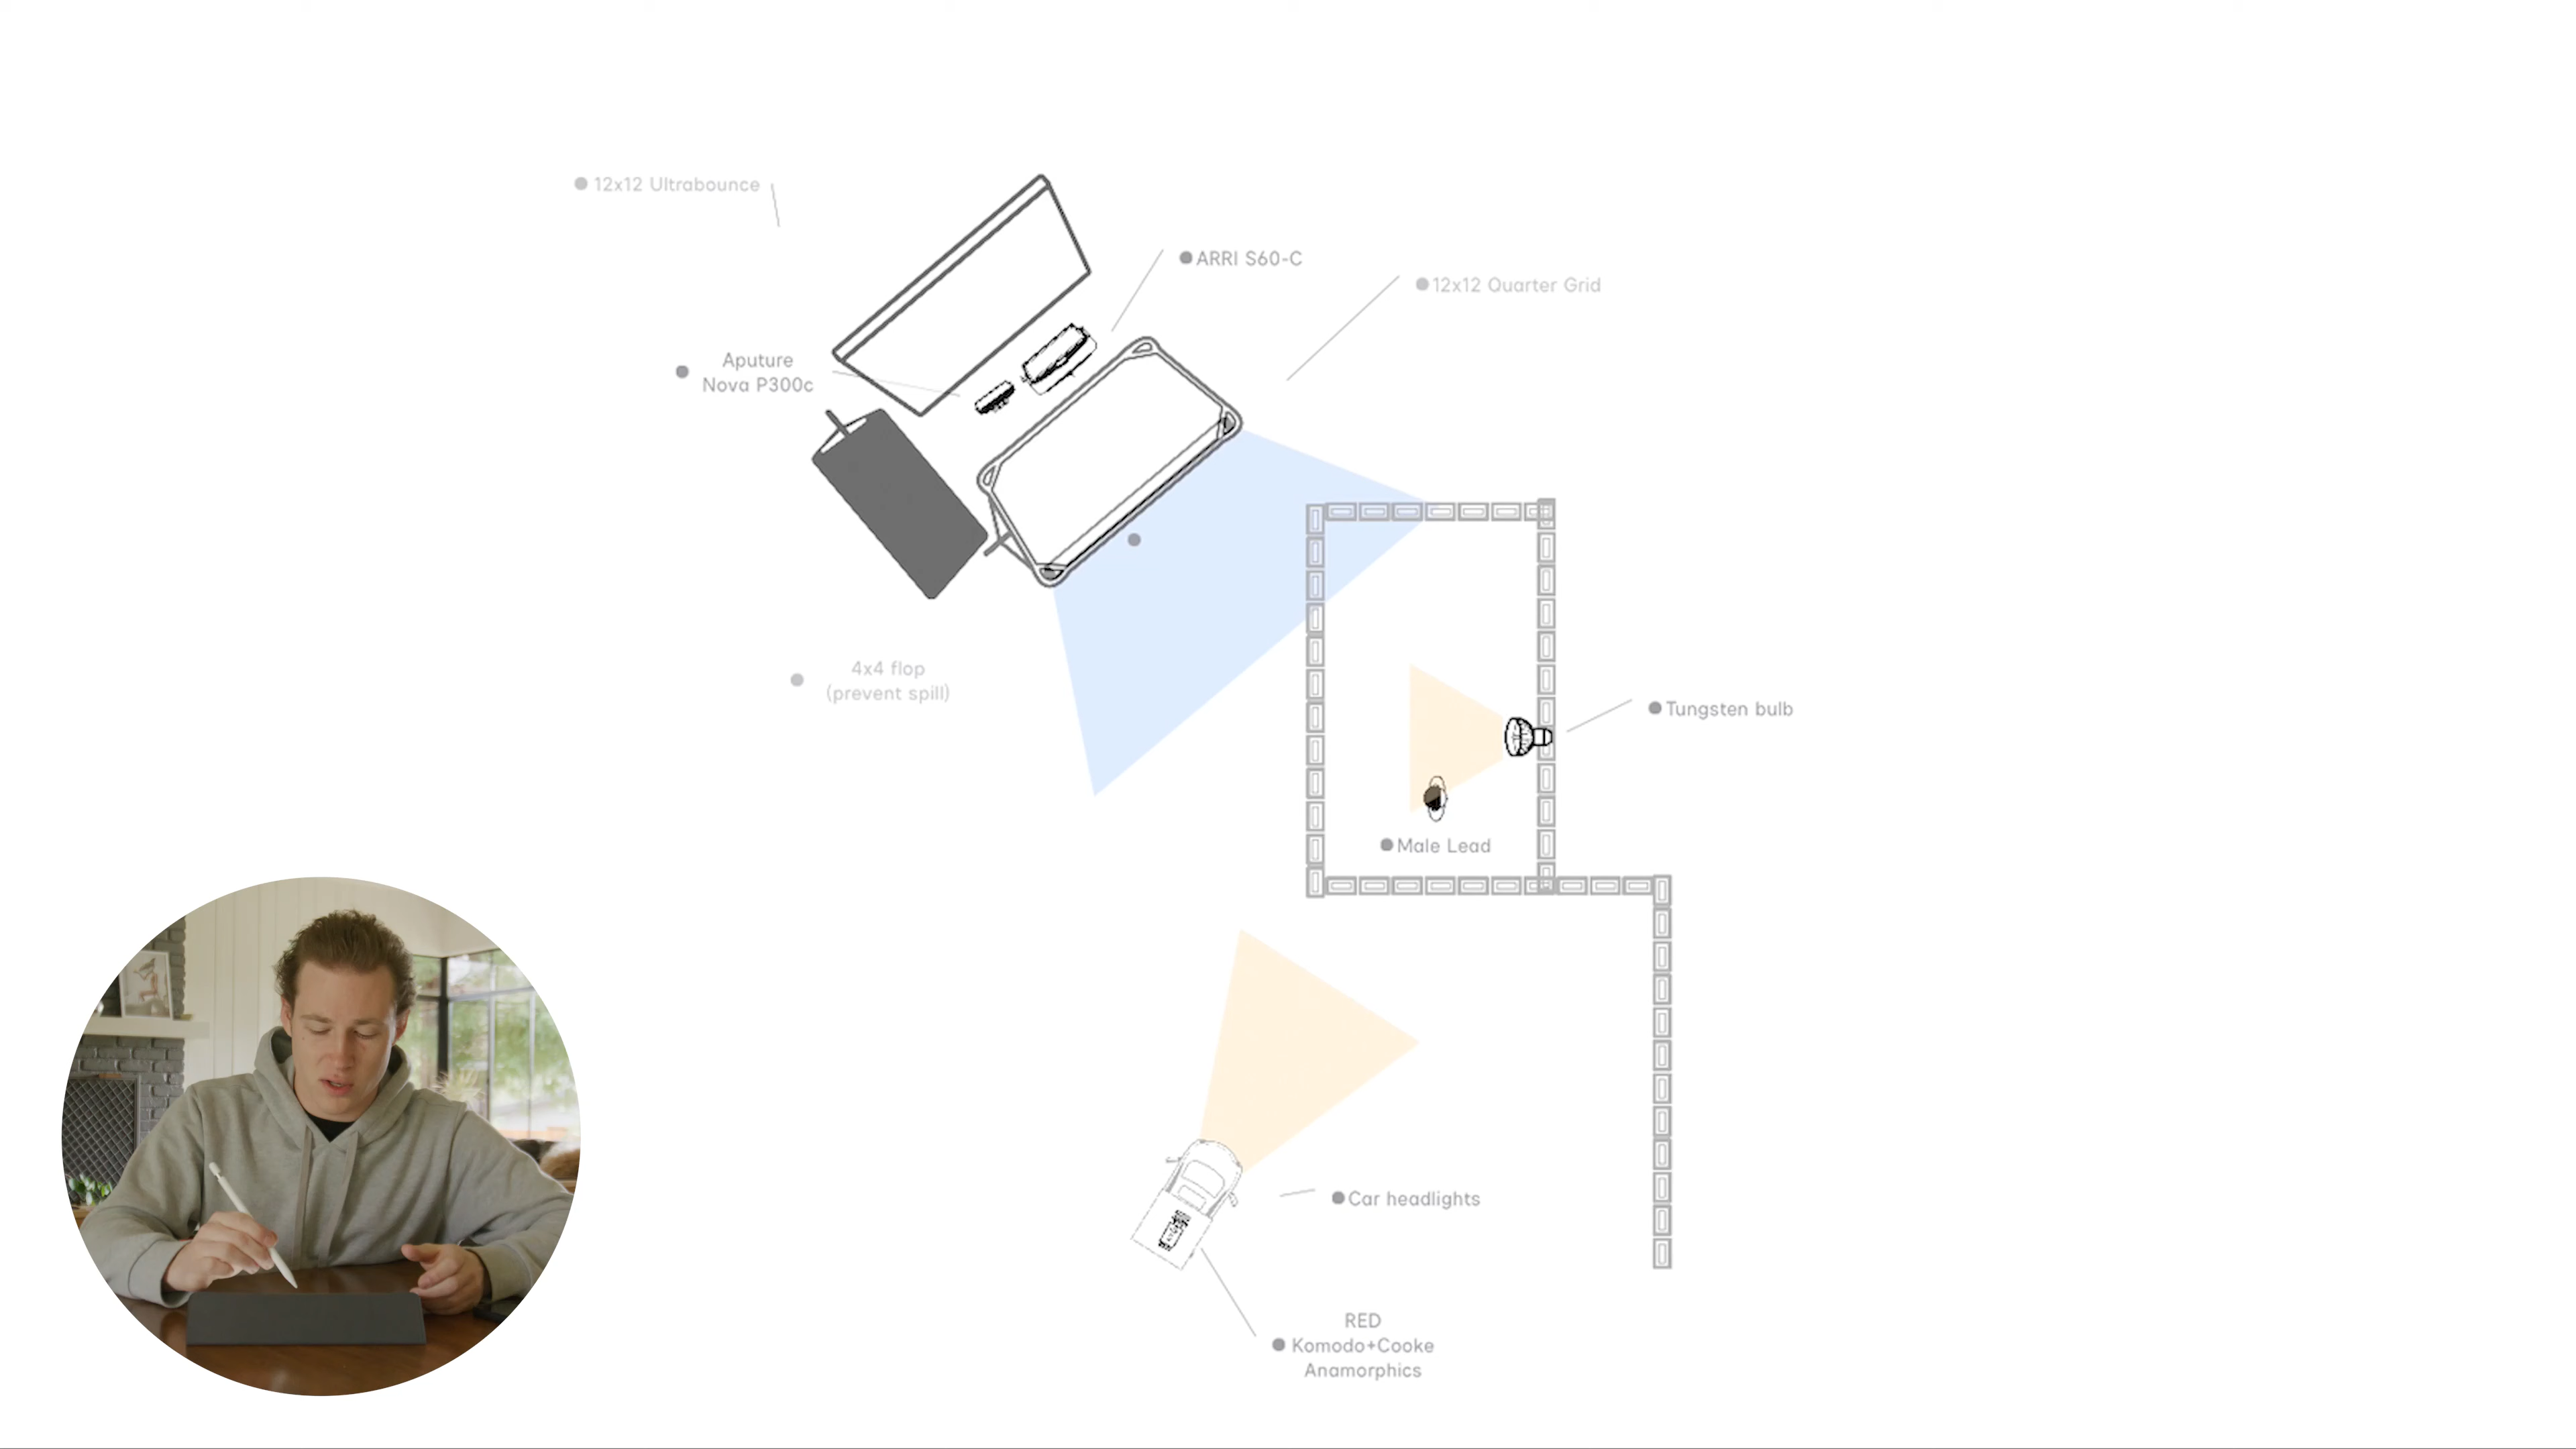 12x12 Ultrabounce
ARRI S60-C
12x12 Quarter Grid
Aputure
Nova P300c
4x4 flop
(prevent spill)
Tungsten bulb
Male Lead
Car headlights
RED
Komodo+Cooke
Anamorphics